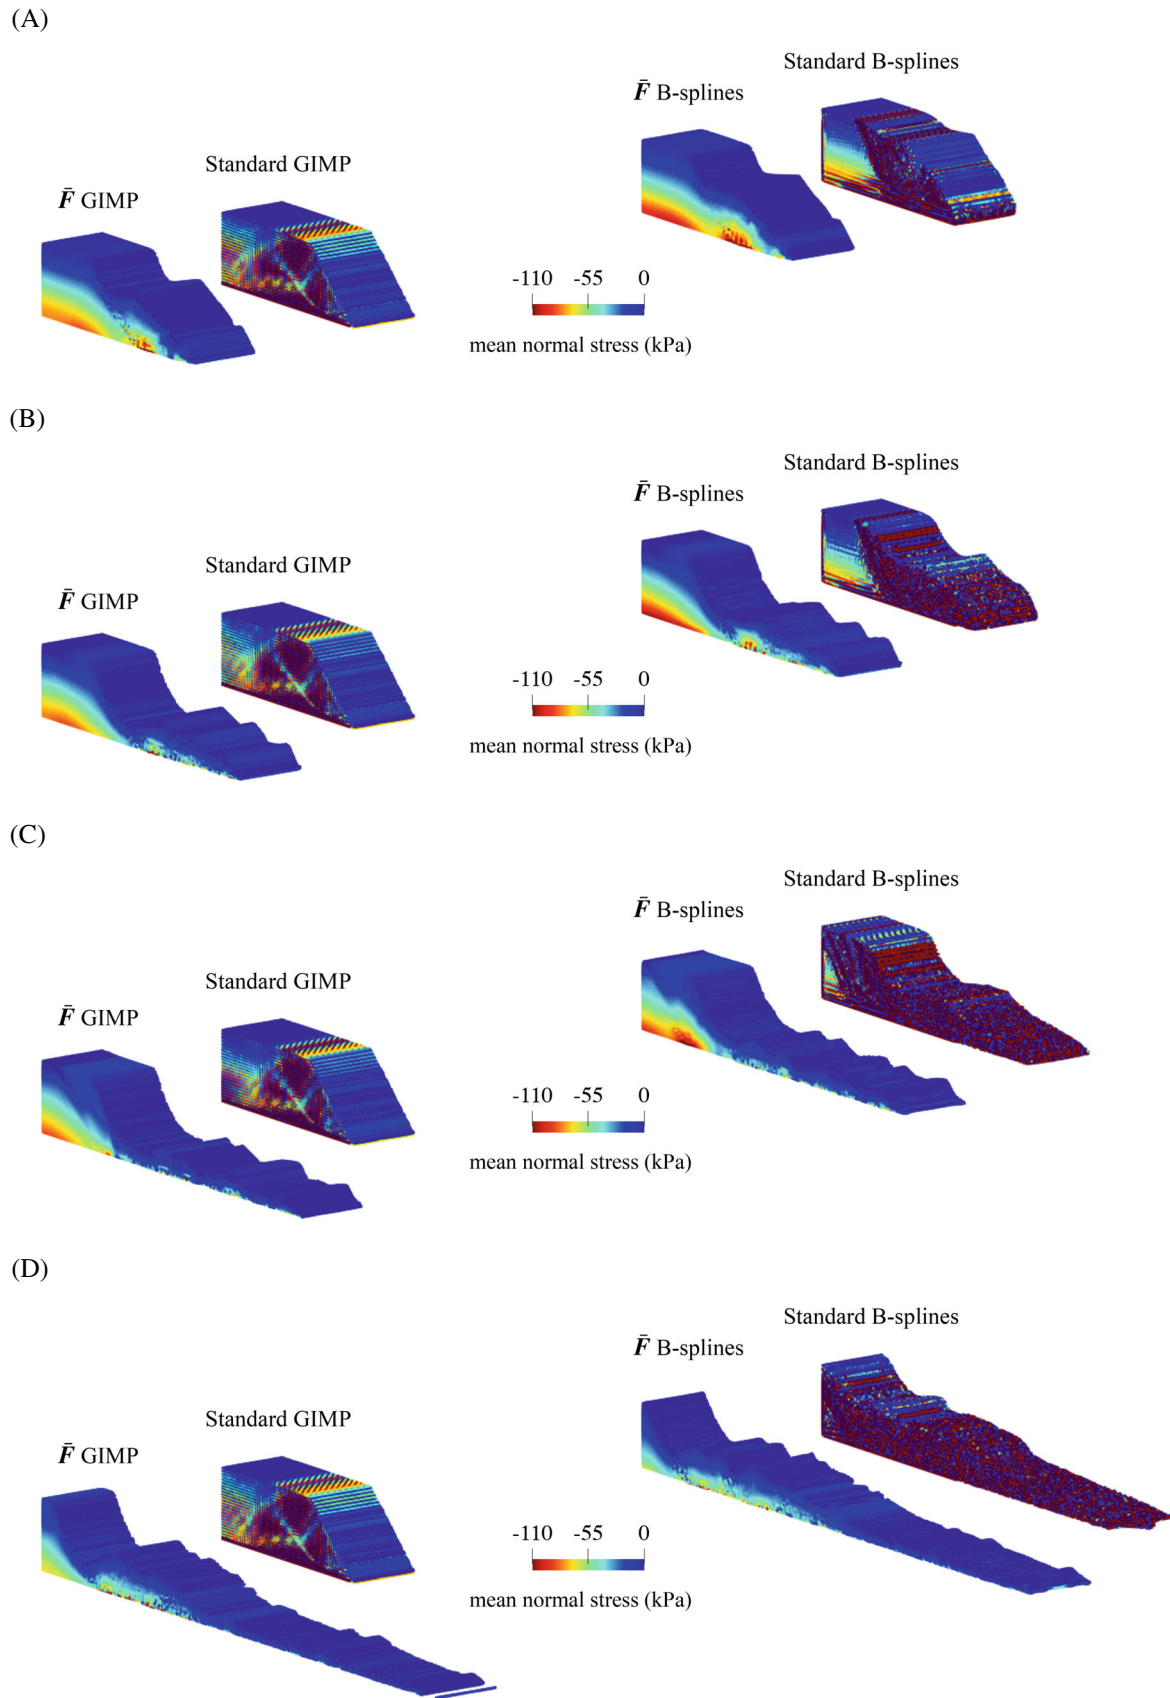 (A)
Standard B-splines
F̄ B-splines
Standard GIMP
F̄ GIMP
-110 -55 0
mean normal stress (kPa)
(B)
Standard B-splines
F̄ B-splines
Standard GIMP
F̄ GIMP
-110 -55 0
mean normal stress (kPa)
(C)
Standard B-splines
F̄ B-splines
Standard GIMP
F̄ GIMP
-110 -55 0
mean normal stress (kPa)
(D)
Standard B-splines
F̄ B-splines
Standard GIMP
F̄ GIMP
-110 -55 0
mean normal stress (kPa)